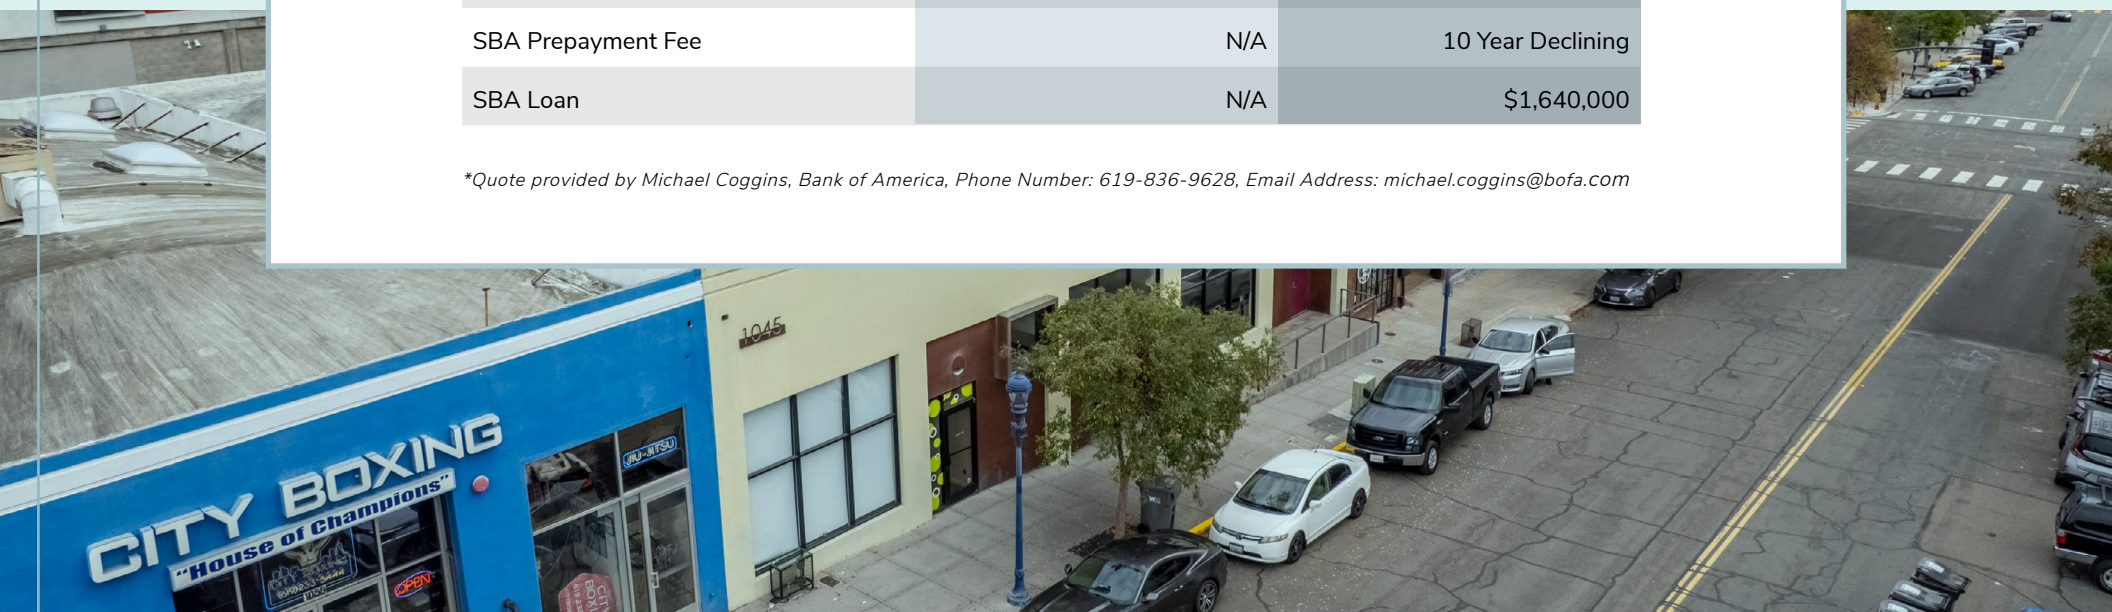 SBA Prepayment Fee N/A 10 Year Declining
SBA Loan N/A $1,640,000
*Quote provided by Michael Coggins, Bank of America, Phone Number: 619-836-9628, Email Address: michael.coggins@bofa.com
1045
JIU-JITSU
CITY BOXING
"House of Champions"
CITY BOXING
OPEN